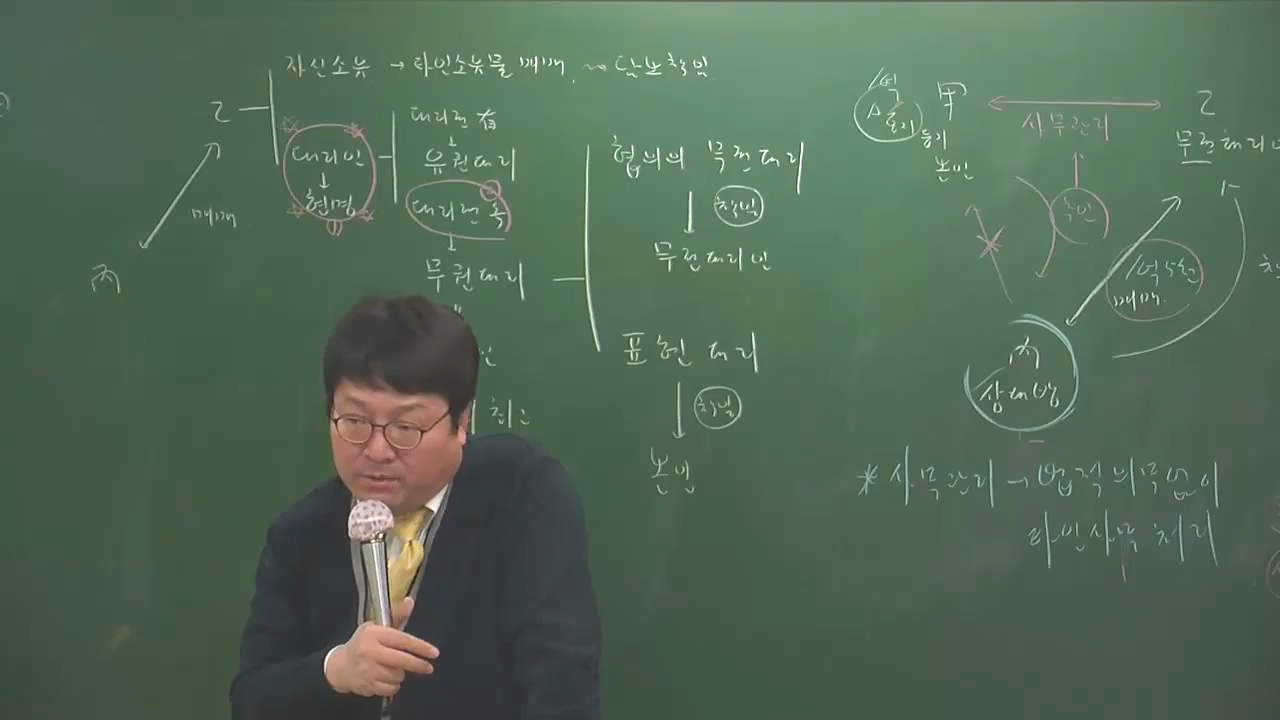 자신소유 → 타인소유물 매매 ~ 담보책임
乙
매매
丙
대리인
↓
현명
①
대리권 有
↓
유권대리
대리권 無
②
↓
무권대리
협의의 무권대리
↓ 책임
무권대리인
표현대리
↓ 책임
본인
1억
甲
등기
본인
사무관리
乙
무권대리인
추인
1억5천
매매
丙
상대방
* 사무관리 → 법적의무없이
타인사무처리